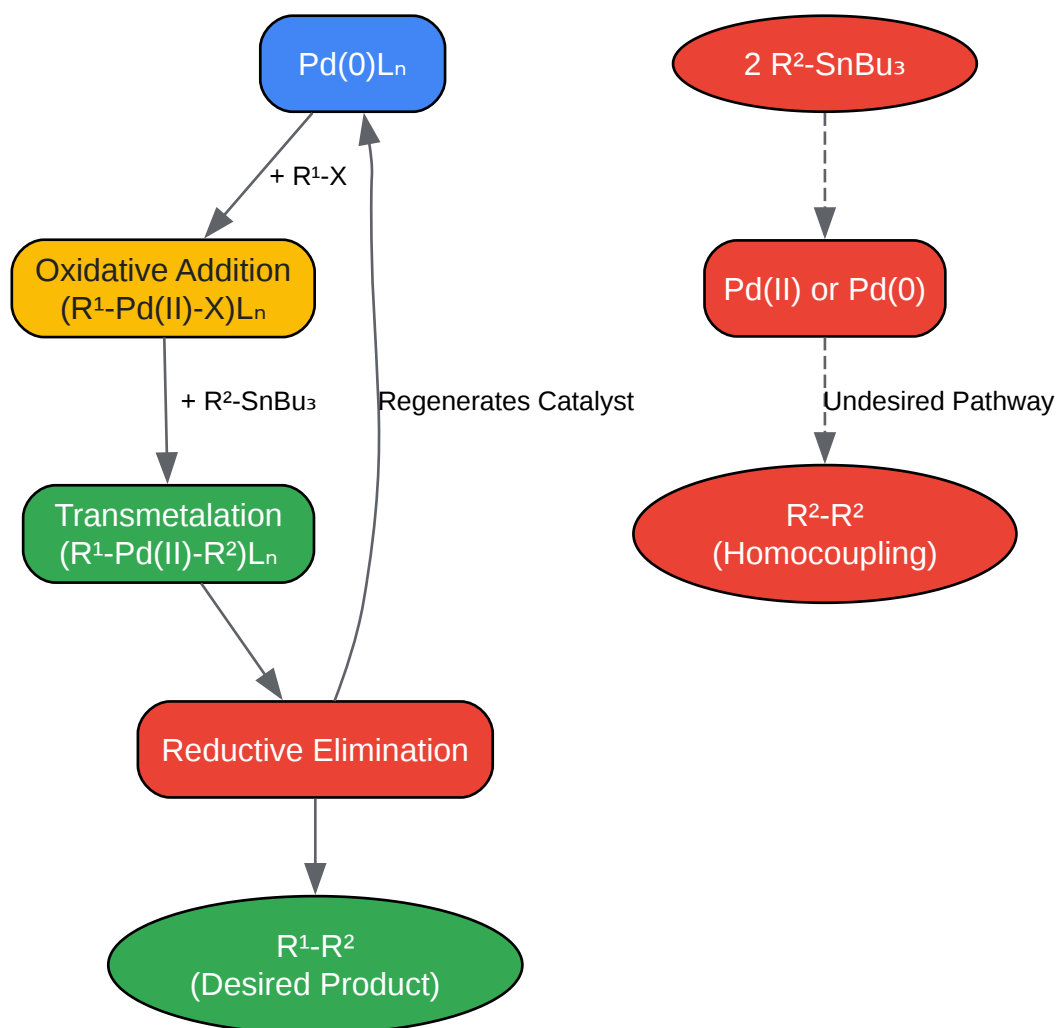 Pd(0)Lₙ
+ R¹-X
Oxidative Addition
(R¹-Pd(II)-X)Lₙ
+ R²-SnBu₃
Regenerates Catalyst
Transmetalation
(R¹-Pd(II)-R²)Lₙ
Reductive Elimination
R¹-R²
(Desired Product)
2 R²-SnBu₃
Pd(II) or Pd(0)
Undesired Pathway
R²-R²
(Homocoupling)